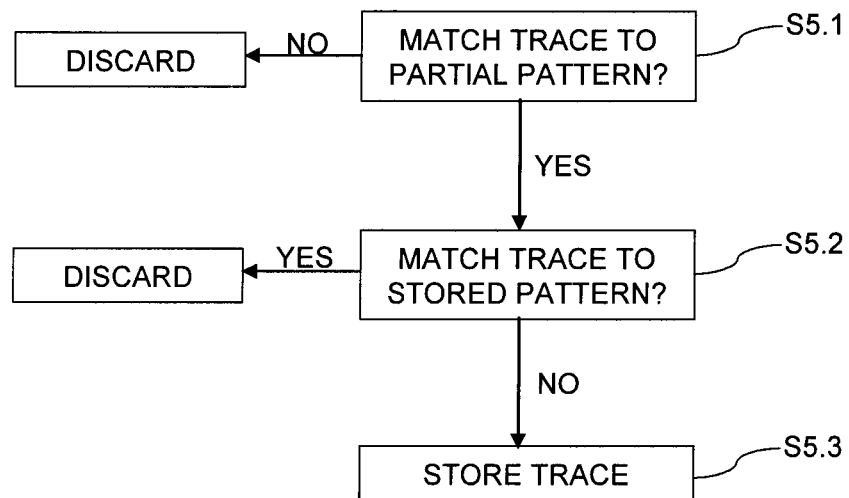 MATCH TRACE TO
PARTIAL PATTERN?
S5.1
NO
DISCARD
YES
MATCH TRACE TO
STORED PATTERN?
S5.2
YES
DISCARD
NO
STORE TRACE
S5.3